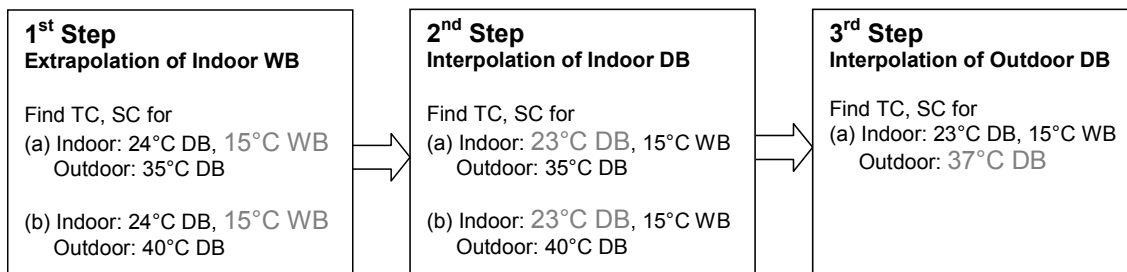 1st Step
Extrapolation of Indoor WB
Find TC, SC for
(a) Indoor: 24°C DB, 15°C WB
Outdoor: 35°C DB
(b) Indoor: 24°C DB, 15°C WB
Outdoor: 40°C DB
2nd Step
Interpolation of Indoor DB
Find TC, SC for
(a) Indoor: 23°C DB, 15°C WB
Outdoor: 35°C DB
(b) Indoor: 23°C DB, 15°C WB
Outdoor: 40°C DB
3rd Step
Interpolation of Outdoor DB
Find TC, SC for
(a) Indoor: 23°C DB, 15°C WB
Outdoor: 37°C DB